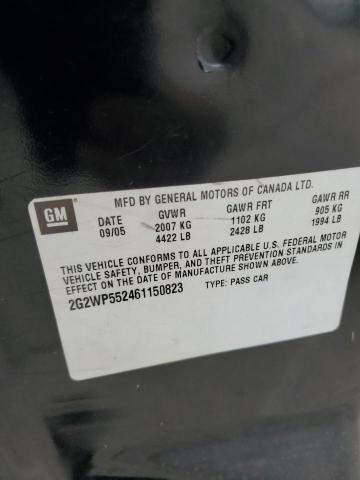 MFD BY GENERAL MOTORS OF CANADA LTD.
GM
DATE GVWR GAWR FRT GAWR RR
09/05 2007 KG 1102 KG 905 KG
4422 LB 2428 LB 1994 LB
THIS VEHICLE CONFORMS TO ALL APPLICABLE U.S. FEDERAL MOTOR
VEHICLE SAFETY, BUMPER, AND THEFT PREVENTION STANDARDS IN
EFFECT ON THE DATE OF MANUFACTURE SHOWN ABOVE.
2G2WP552461150823 TYPE: PASS CAR